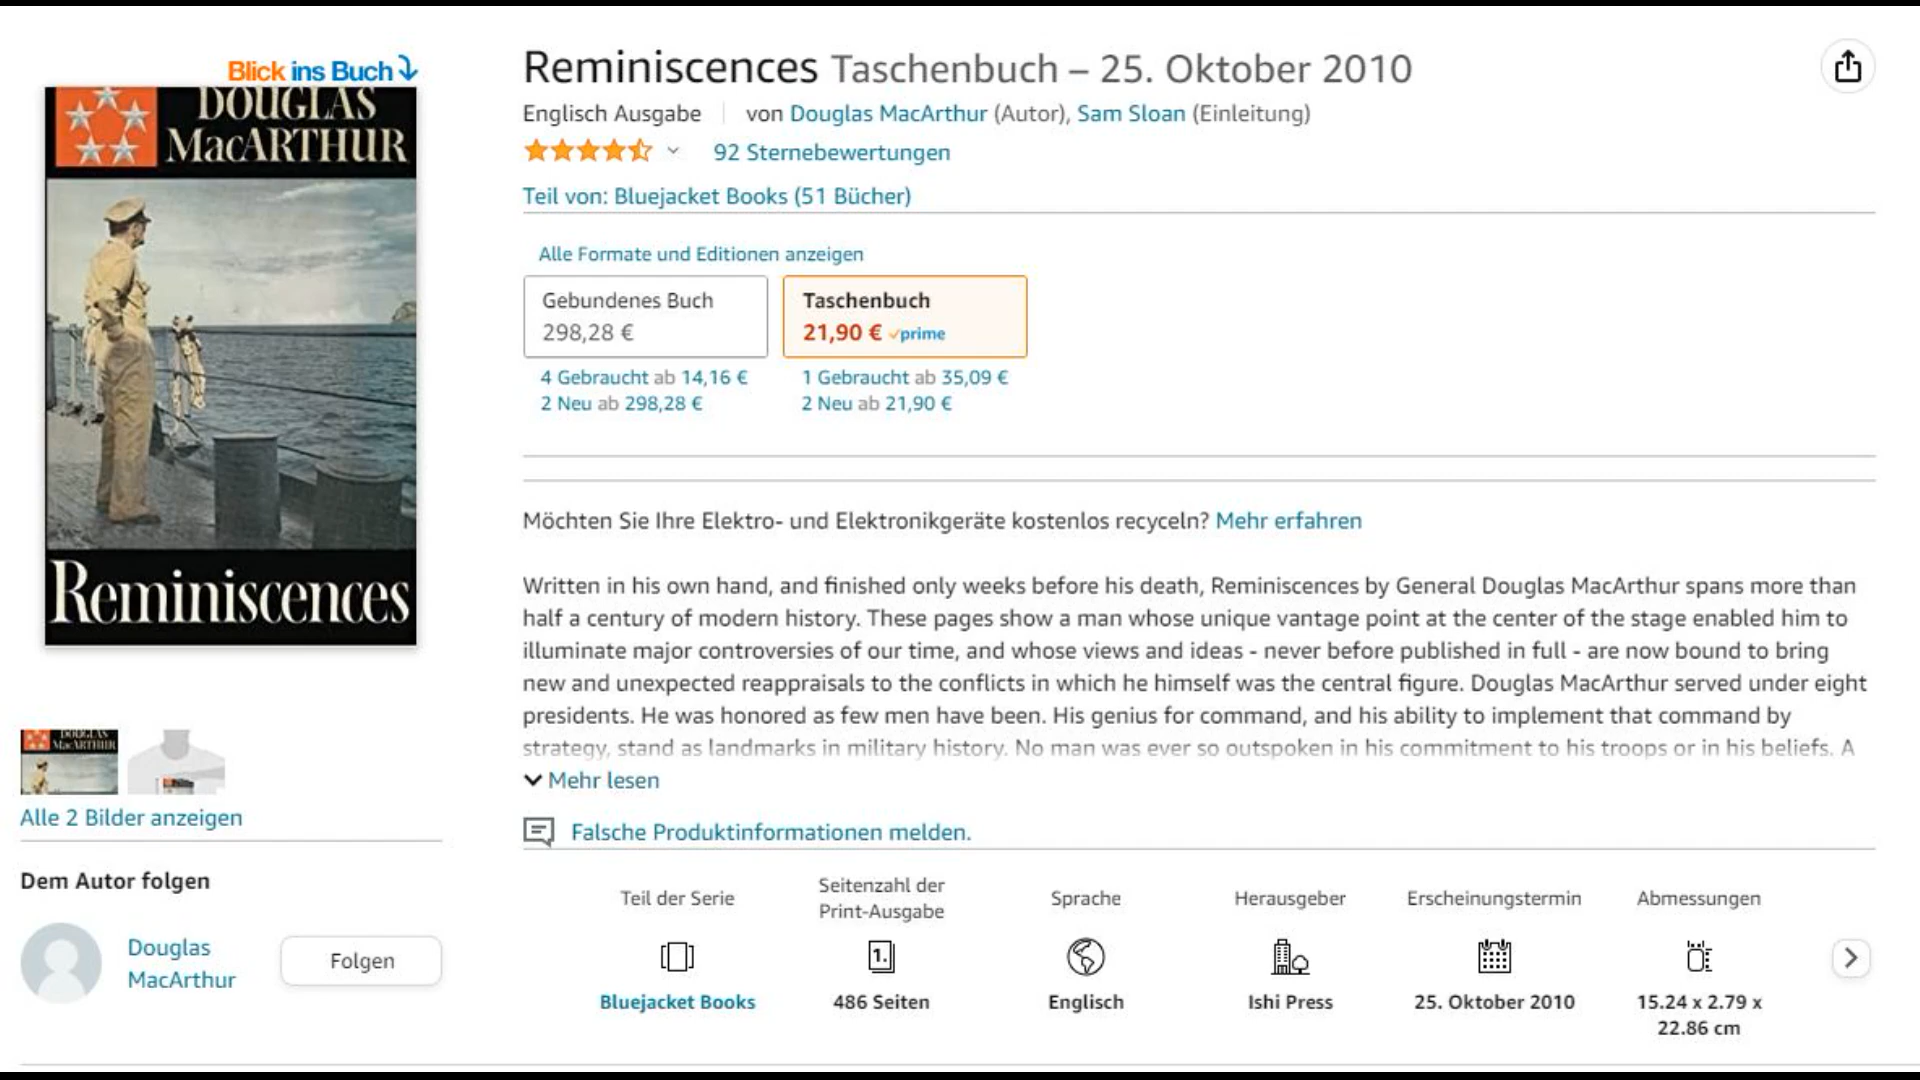 Blick ins Buch
DOUGLAS
MacARTHUR
Reminiscences
DOUGLAS
MacARTHUR
Alle 2 Bilder anzeigen
Dem Autor folgen
Douglas
MacArthur
Folgen
Reminiscences Taschenbuch – 25. Oktober 2010
Englisch Ausgabe von Douglas MacArthur (Autor), Sam Sloan (Einleitung)
92 Sternebewertungen
Teil von: Bluejacket Books (51 Bücher)
Alle Formate und Editionen anzeigen
Gebundenes Buch
298,28 €
4 Gebraucht ab 14,16 €
2 Neu ab 298,28 €
Taschenbuch
21,90 € prime
1 Gebraucht ab 35,09 €
2 Neu ab 21,90 €
Möchten Sie Ihre Elektro- und Elektronikgeräte kostenlos recyceln? Mehr erfahren
Written in his own hand, and finished only weeks before his death, Reminiscences by General Douglas MacArthur spans more than
half a century of modern history. These pages show a man whose unique vantage point at the center of the stage enabled him to
illuminate major controversies of our time, and whose views and ideas - never before published in full - are now bound to bring
new and unexpected reappraisals to the conflicts in which he himself was the central figure. Douglas MacArthur served under eight
presidents. He was honored as few men have been. His genius for command, and his ability to implement that command by
strategy, stand as landmarks in military history. No man was ever so outspoken in his commitment to his troops or in his beliefs. A
Mehr lesen
Falsche Produktinformationen melden.
Teil der Serie
Bluejacket Books
Seitenzahl der
Print-Ausgabe
1.
486 Seiten
Sprache
Englisch
Herausgeber
Ishi Press
Erscheinungstermin
25. Oktober 2010
Abmessungen
15.24 x 2.79 x
22.86 cm